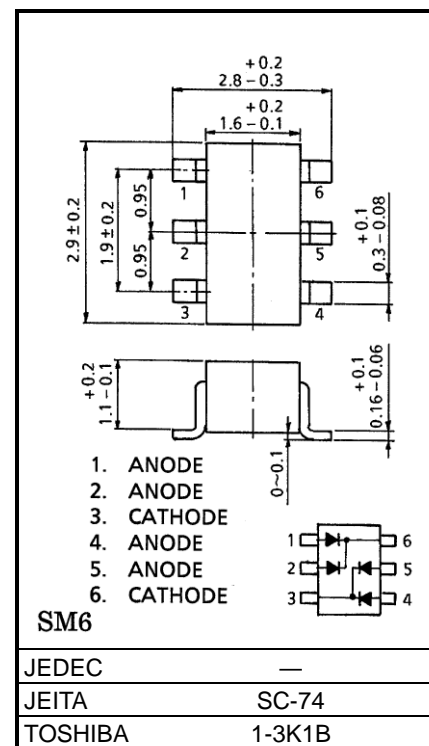 +0.2
2.8 −0.3
+0.2
1.6 −0.1
1
6
2.9±0.2
1.9±0.2
0.95
0.95
2
5
3
4
+0.1
0.3−0.08
+0.2
1.1−0.1
+0.1
0.16−0.06
0~0.1
1. ANODE
2. ANODE
3. CATHODE
4. ANODE
5. ANODE
6. CATHODE
1
6
2
5
3
4
SM6
JEDEC —
JEITA SC-74
TOSHIBA 1-3K1B